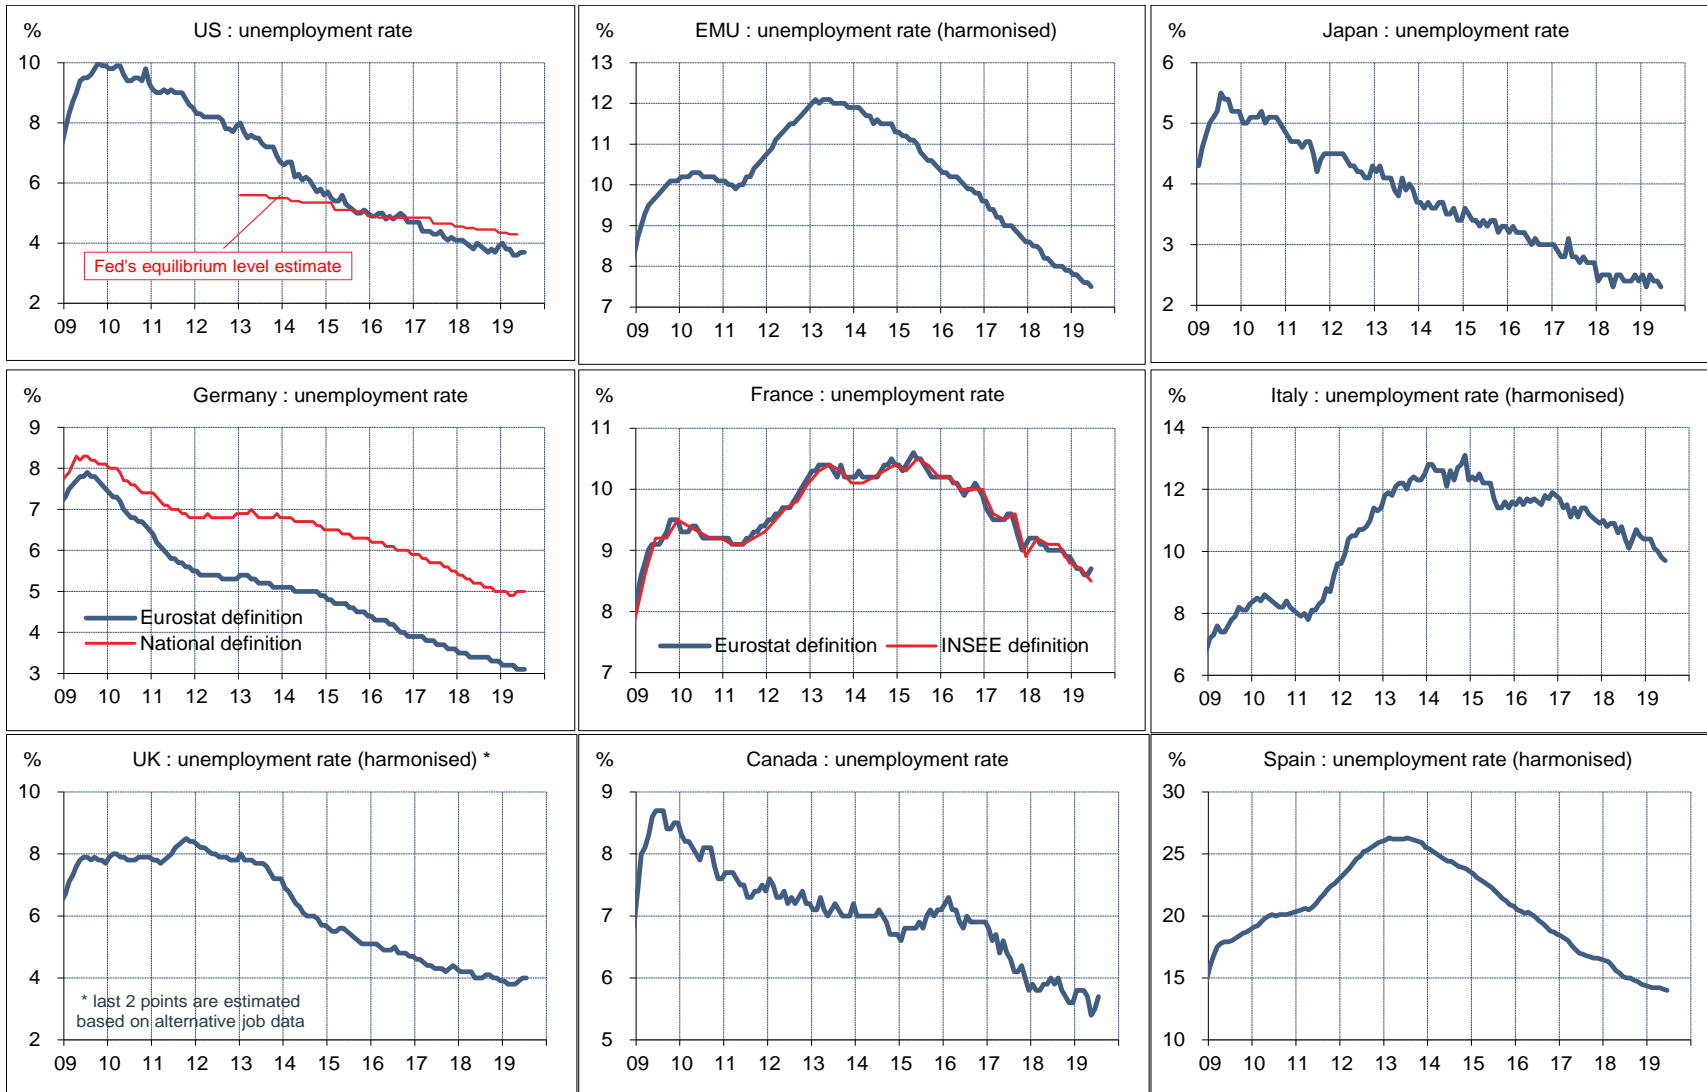 % US : unemployment rate
10
8
6
4
2
Fed's equilibrium level estimate
09 10 11 12 13 14 15 16 17 18 19
% EMU : unemployment rate (harmonised)
13
12
11
10
9
8
7
09 10 11 12 13 14 15 16 17 18 19
% Japan : unemployment rate
6
5
4
3
2
09 10 11 12 13 14 15 16 17 18 19
% Germany : unemployment rate
9
8
7
6
5
4
3
Eurostat definition
National definition
09 10 11 12 13 14 15 16 17 18 19
% France : unemployment rate
11
10
9
8
7
Eurostat definition INSEE definition
09 10 11 12 13 14 15 16 17 18 19
% Italy : unemployment rate (harmonised)
14
12
10
8
6
09 10 11 12 13 14 15 16 17 18 19
% UK : unemployment rate (harmonised) *
10
8
6
4
2
* last 2 points are estimated
based on alternative job data
09 10 11 12 13 14 15 16 17 18 19
% Canada : unemployment rate
9
8
7
6
5
09 10 11 12 13 14 15 16 17 18 19
% Spain : unemployment rate (harmonised)
30
25
20
15
10
09 10 11 12 13 14 15 16 17 18 19